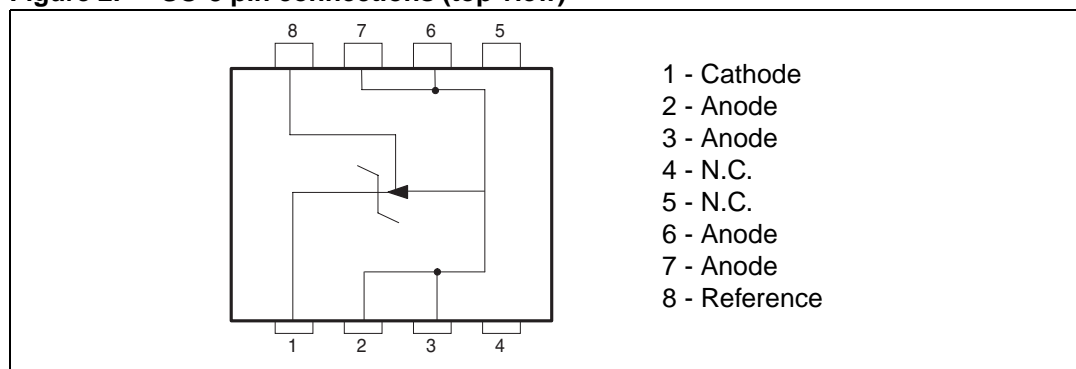 8 7 6 5
1 2 3 4
1 - Cathode
2 - Anode
3 - Anode
4 - N.C.
5 - N.C.
6 - Anode
7 - Anode
8 - Reference